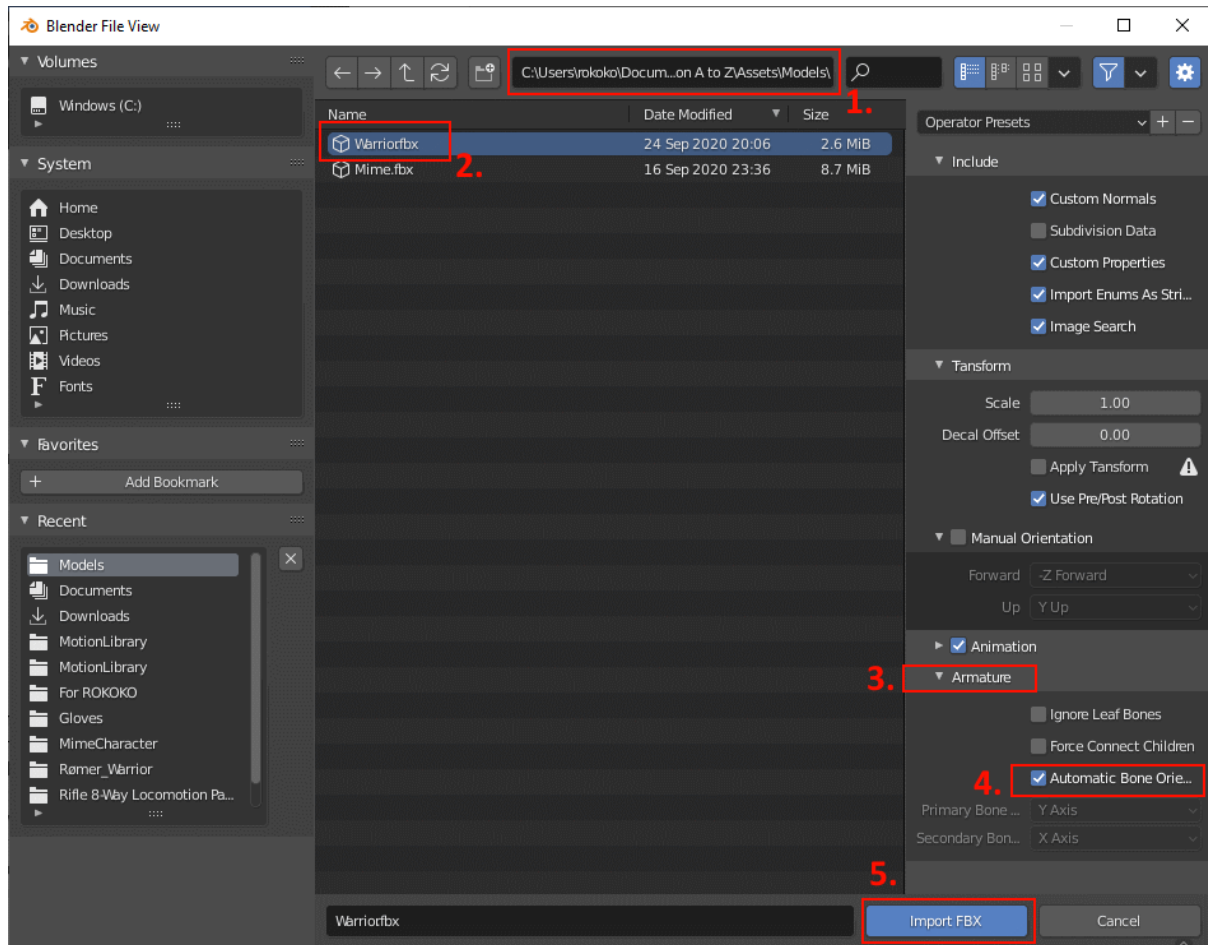 Blender File View
Volumes
Windows (C:)
System
Home
Desktop
Documents
Downloads
Music
Pictures
Videos
Fonts
Favorites
Add Bookmark
Recent
Models
Documents
Downloads
MotionLibrary
MotionLibrary
For ROKOKO
Gloves
MimeCharacter
Rømer_Warrior
Rifle 8-Way Locomotion Pa...
C:\Users\rokoko\Docum...on A to Z\Assets\Models\
1.
Name Date Modified Size
Warrior.fbx 24 Sep 2020 20:06 2.6 MiB
2.
Mime.fbx 16 Sep 2020 23:36 8.7 MiB
Operator Presets
Include
Custom Normals
Subdivision Data
Custom Properties
Import Enums As Stri...
Image Search
Transform
Scale 1.00
Decal Offset 0.00
Apply Transform
Use Pre/Post Rotation
Manual Orientation
Forward -Z Forward
Up Y Up
Animation
3. Armature
Ignore Leaf Bones
Force Connect Children
4. Automatic Bone Orie...
Primary Bone ... Y Axis
Secondary Bon... X Axis
5.
Warrior.fbx
Import FBX
Cancel